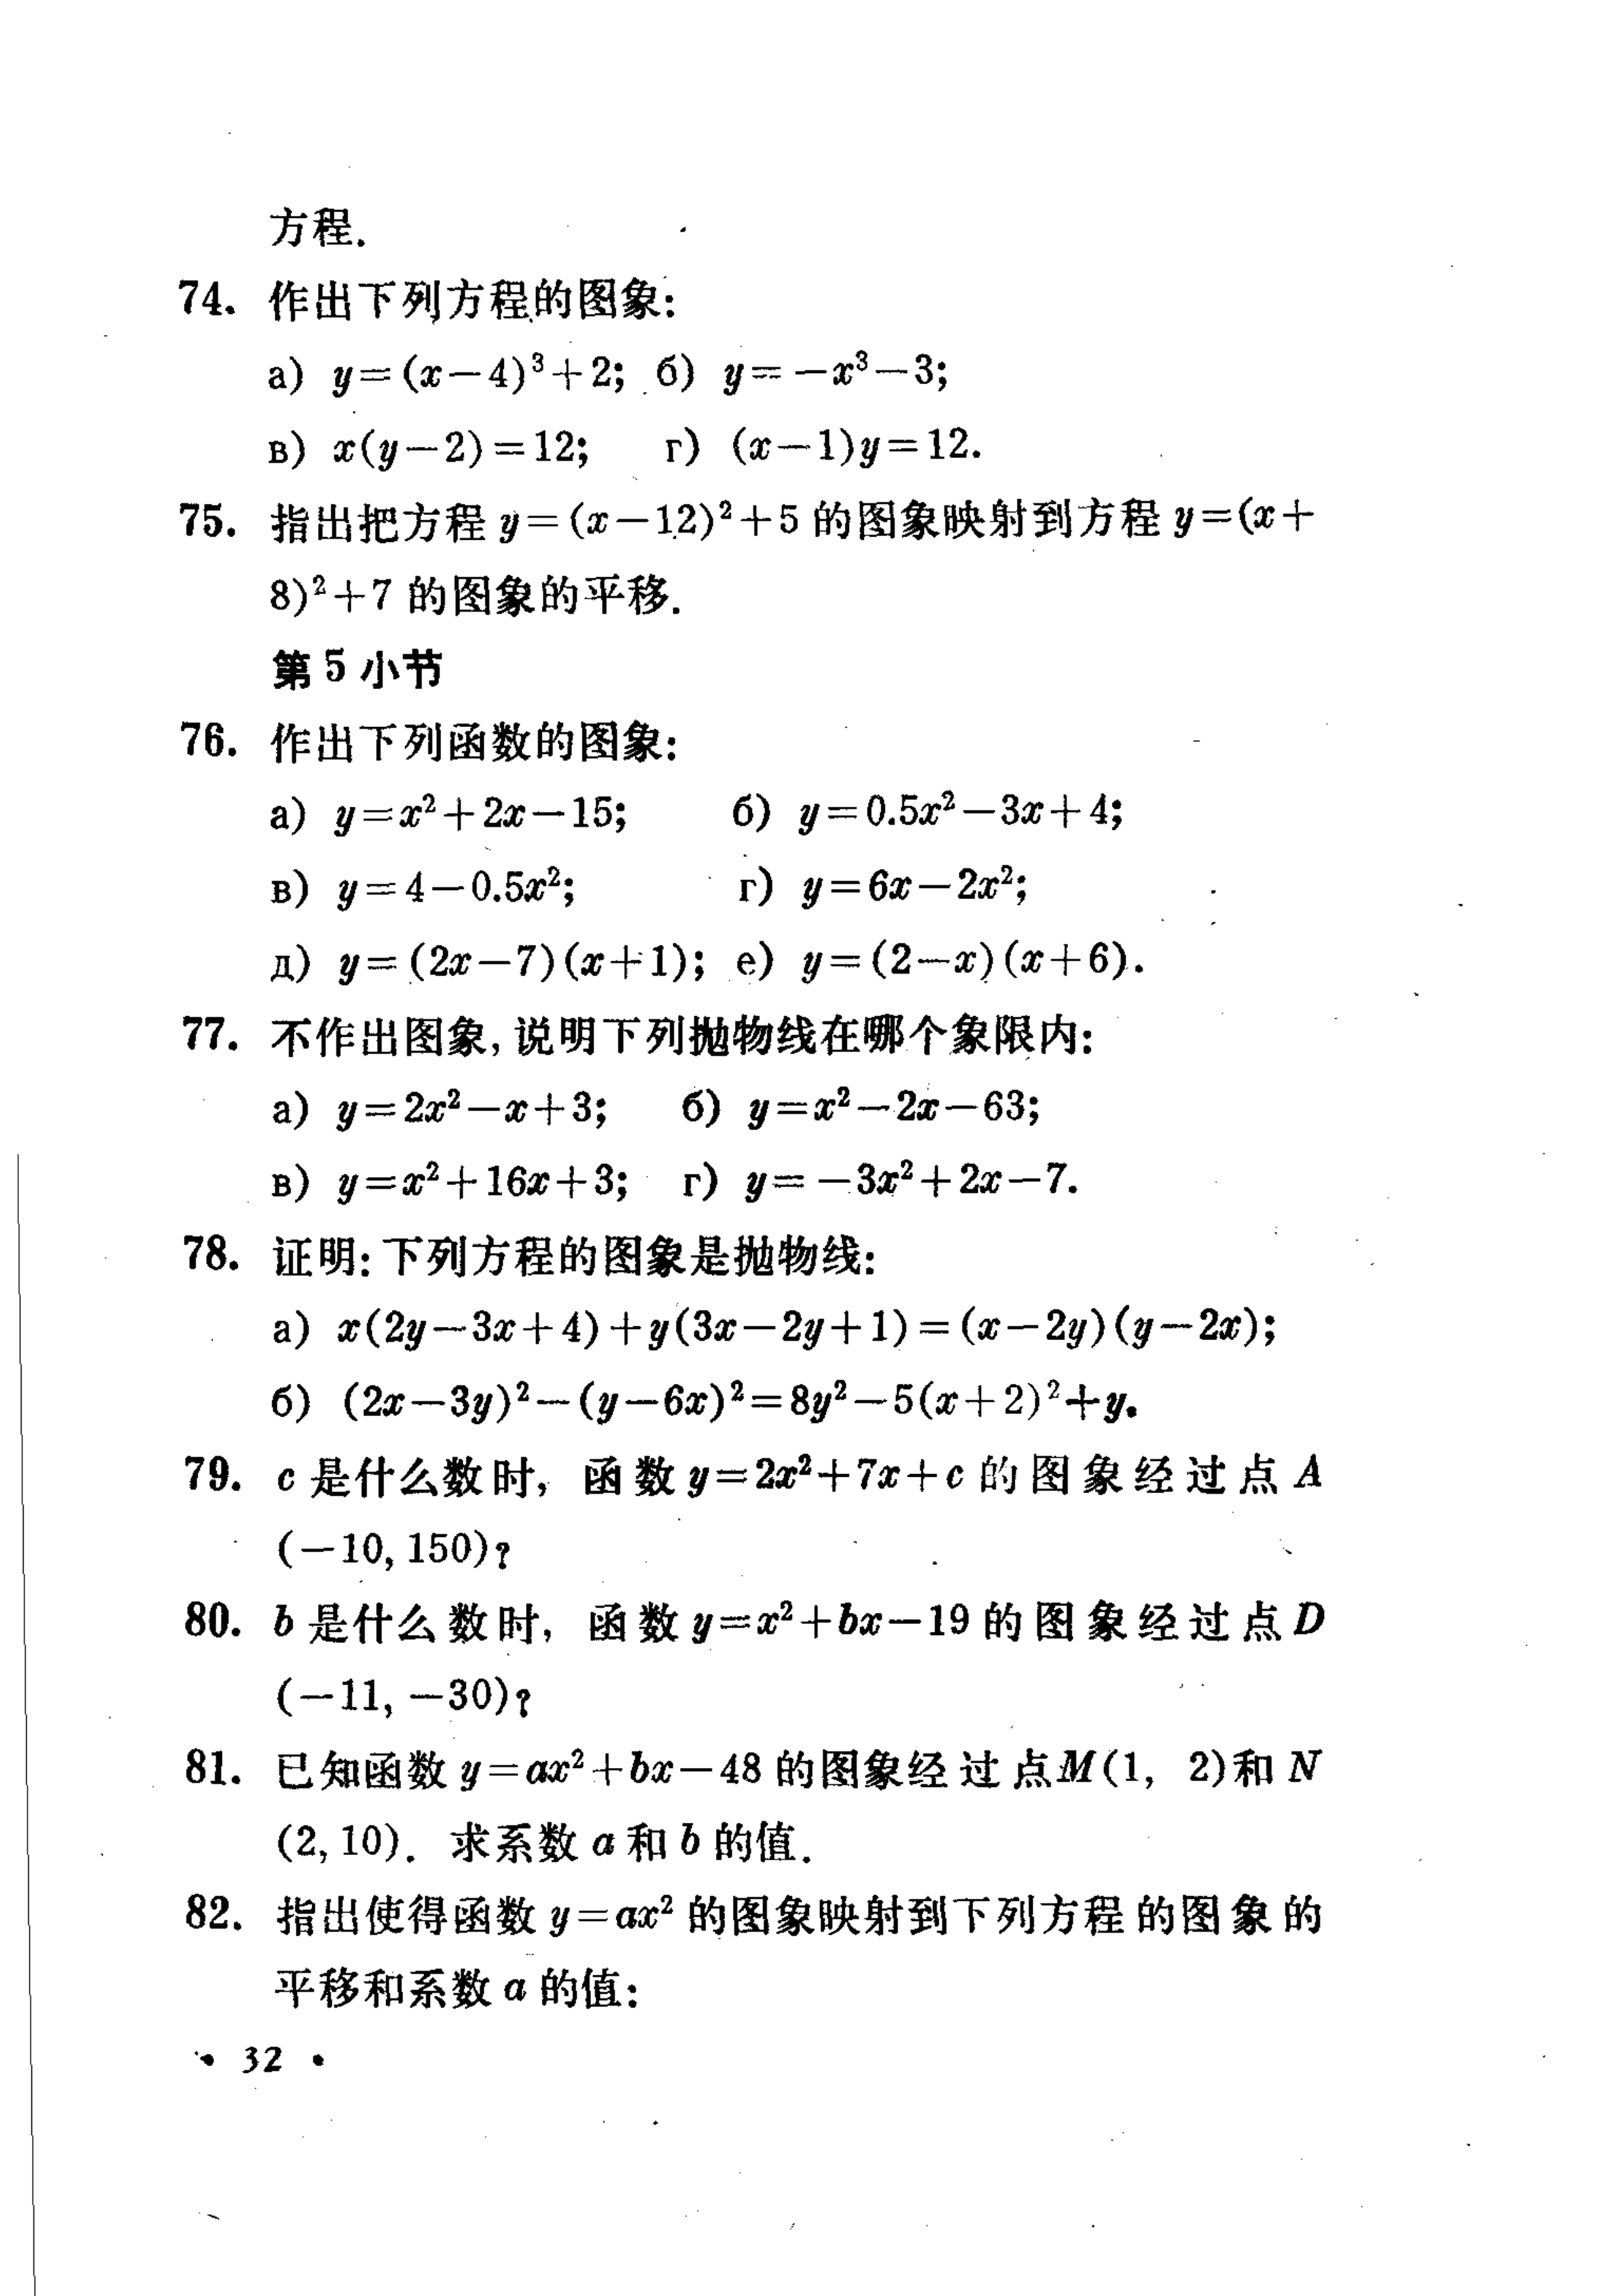 方程.
74. 作出下列方程的图象:
а) y=(x-4)³+2; б) y=-x³-3;
в) x(y-2)=12; г) (x-1)y=12.
75. 指出把方程 y=(x-12)²+5 的图象映射到方程 y=(x+
8)²+7 的图象的平移.
第 5 小节
76. 作出下列函数的图象:
а) y=x²+2x-15; б) y=0.5x²-3x+4;
в) y=4-0.5x²; г) y=6x-2x²;
д) y=(2x-7)(x+1); е) y=(2-x)(x+6).
77. 不作出图象, 说明下列抛物线在哪个象限内:
а) y=2x²-x+3; б) y=x²-2x-63;
в) y=x²+16x+3; г) y=-3x²+2x-7.
78. 证明: 下列方程的图象是抛物线:
а) x(2y-3x+4)+y(3x-2y+1)=(x-2y)(y-2x);
б) (2x-3y)²-(y-6x)²=8y²-5(x+2)²+y.
79. c 是什么数时, 函数 y=2x²+7x+c 的图象经过点 A
(-10, 150)?
80. b 是什么数时, 函数 y=x²+bx-19 的图象经过点 D
(-11, -30)?
81. 已知函数 y=ax²+bx-48 的图象经过点M(1, 2)和 N
(2, 10). 求系数 a 和 b 的值.
82. 指出使得函数 y=ax² 的图象映射到下列方程的图象的
平移和系数 a 的值:
• 32 •